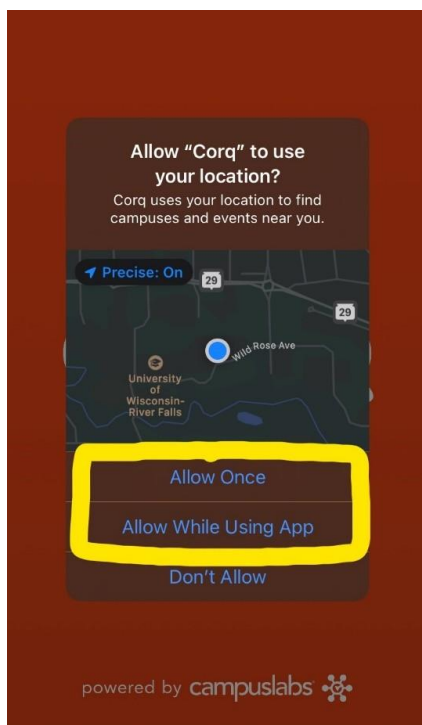 Allow “Corq” to use
your location?
Corq uses your location to find
campuses and events near you.
Precise: On
29
29
Wild Rose Ave
University
of
Wisconsin-
River Falls
Allow Once
Allow While Using App
Don’t Allow
powered by campuslabs